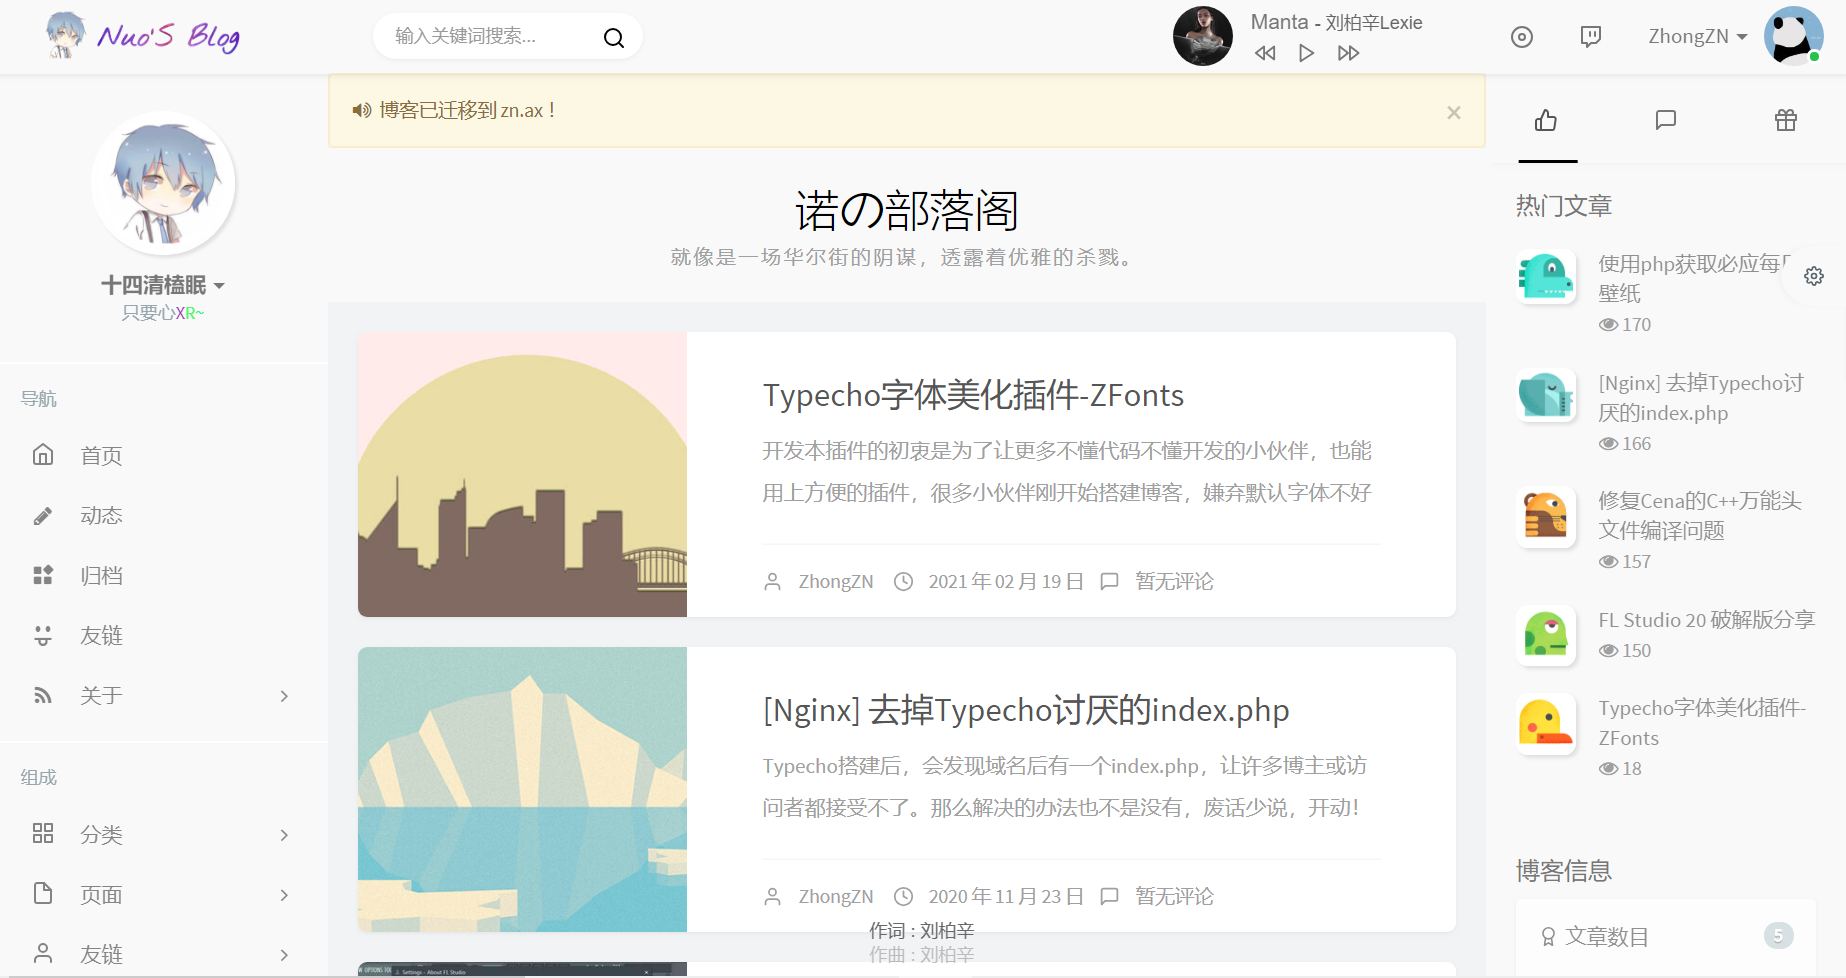 Nuo'S Blog
输入关键词搜索...
Manta - 刘柏辛Lexie
ZhongZN
博客已迁移到 zn.ax！
×
诺の部落阁
就像是一场华尔街的阴谋，透露着优雅的杀戮。
十四清榼眠
只要心XR~
导航
首页
动态
归档
友链
关于
组成
分类
页面
友链
Typecho字体美化插件-ZFonts
开发本插件的初衷是为了让更多不懂代码不懂开发的小伙伴，也能
用上方便的插件，很多小伙伴刚开始搭建博客，嫌弃默认字体不好
ZhongZN 2021 年 02 月 19 日 暂无评论
[Nginx] 去掉Typecho讨厌的index.php
Typecho搭建后，会发现域名后有一个index.php，让许多博主或访
问者都接受不了。那么解决的办法也不是没有，废话少说，开动！
ZhongZN 2020 年 11 月 23 日 暂无评论
作词 : 刘柏辛
作曲 : 刘柏辛
Settings - About FL Studio
热门文章
使用php获取必应每
壁纸
170
[Nginx] 去掉Typecho讨
厌的index.php
166
修复Cena的C++万能头
文件编译问题
157
FL Studio 20 破解版分享
150
Typecho字体美化插件-
ZFonts
18
博客信息
文章数目 5